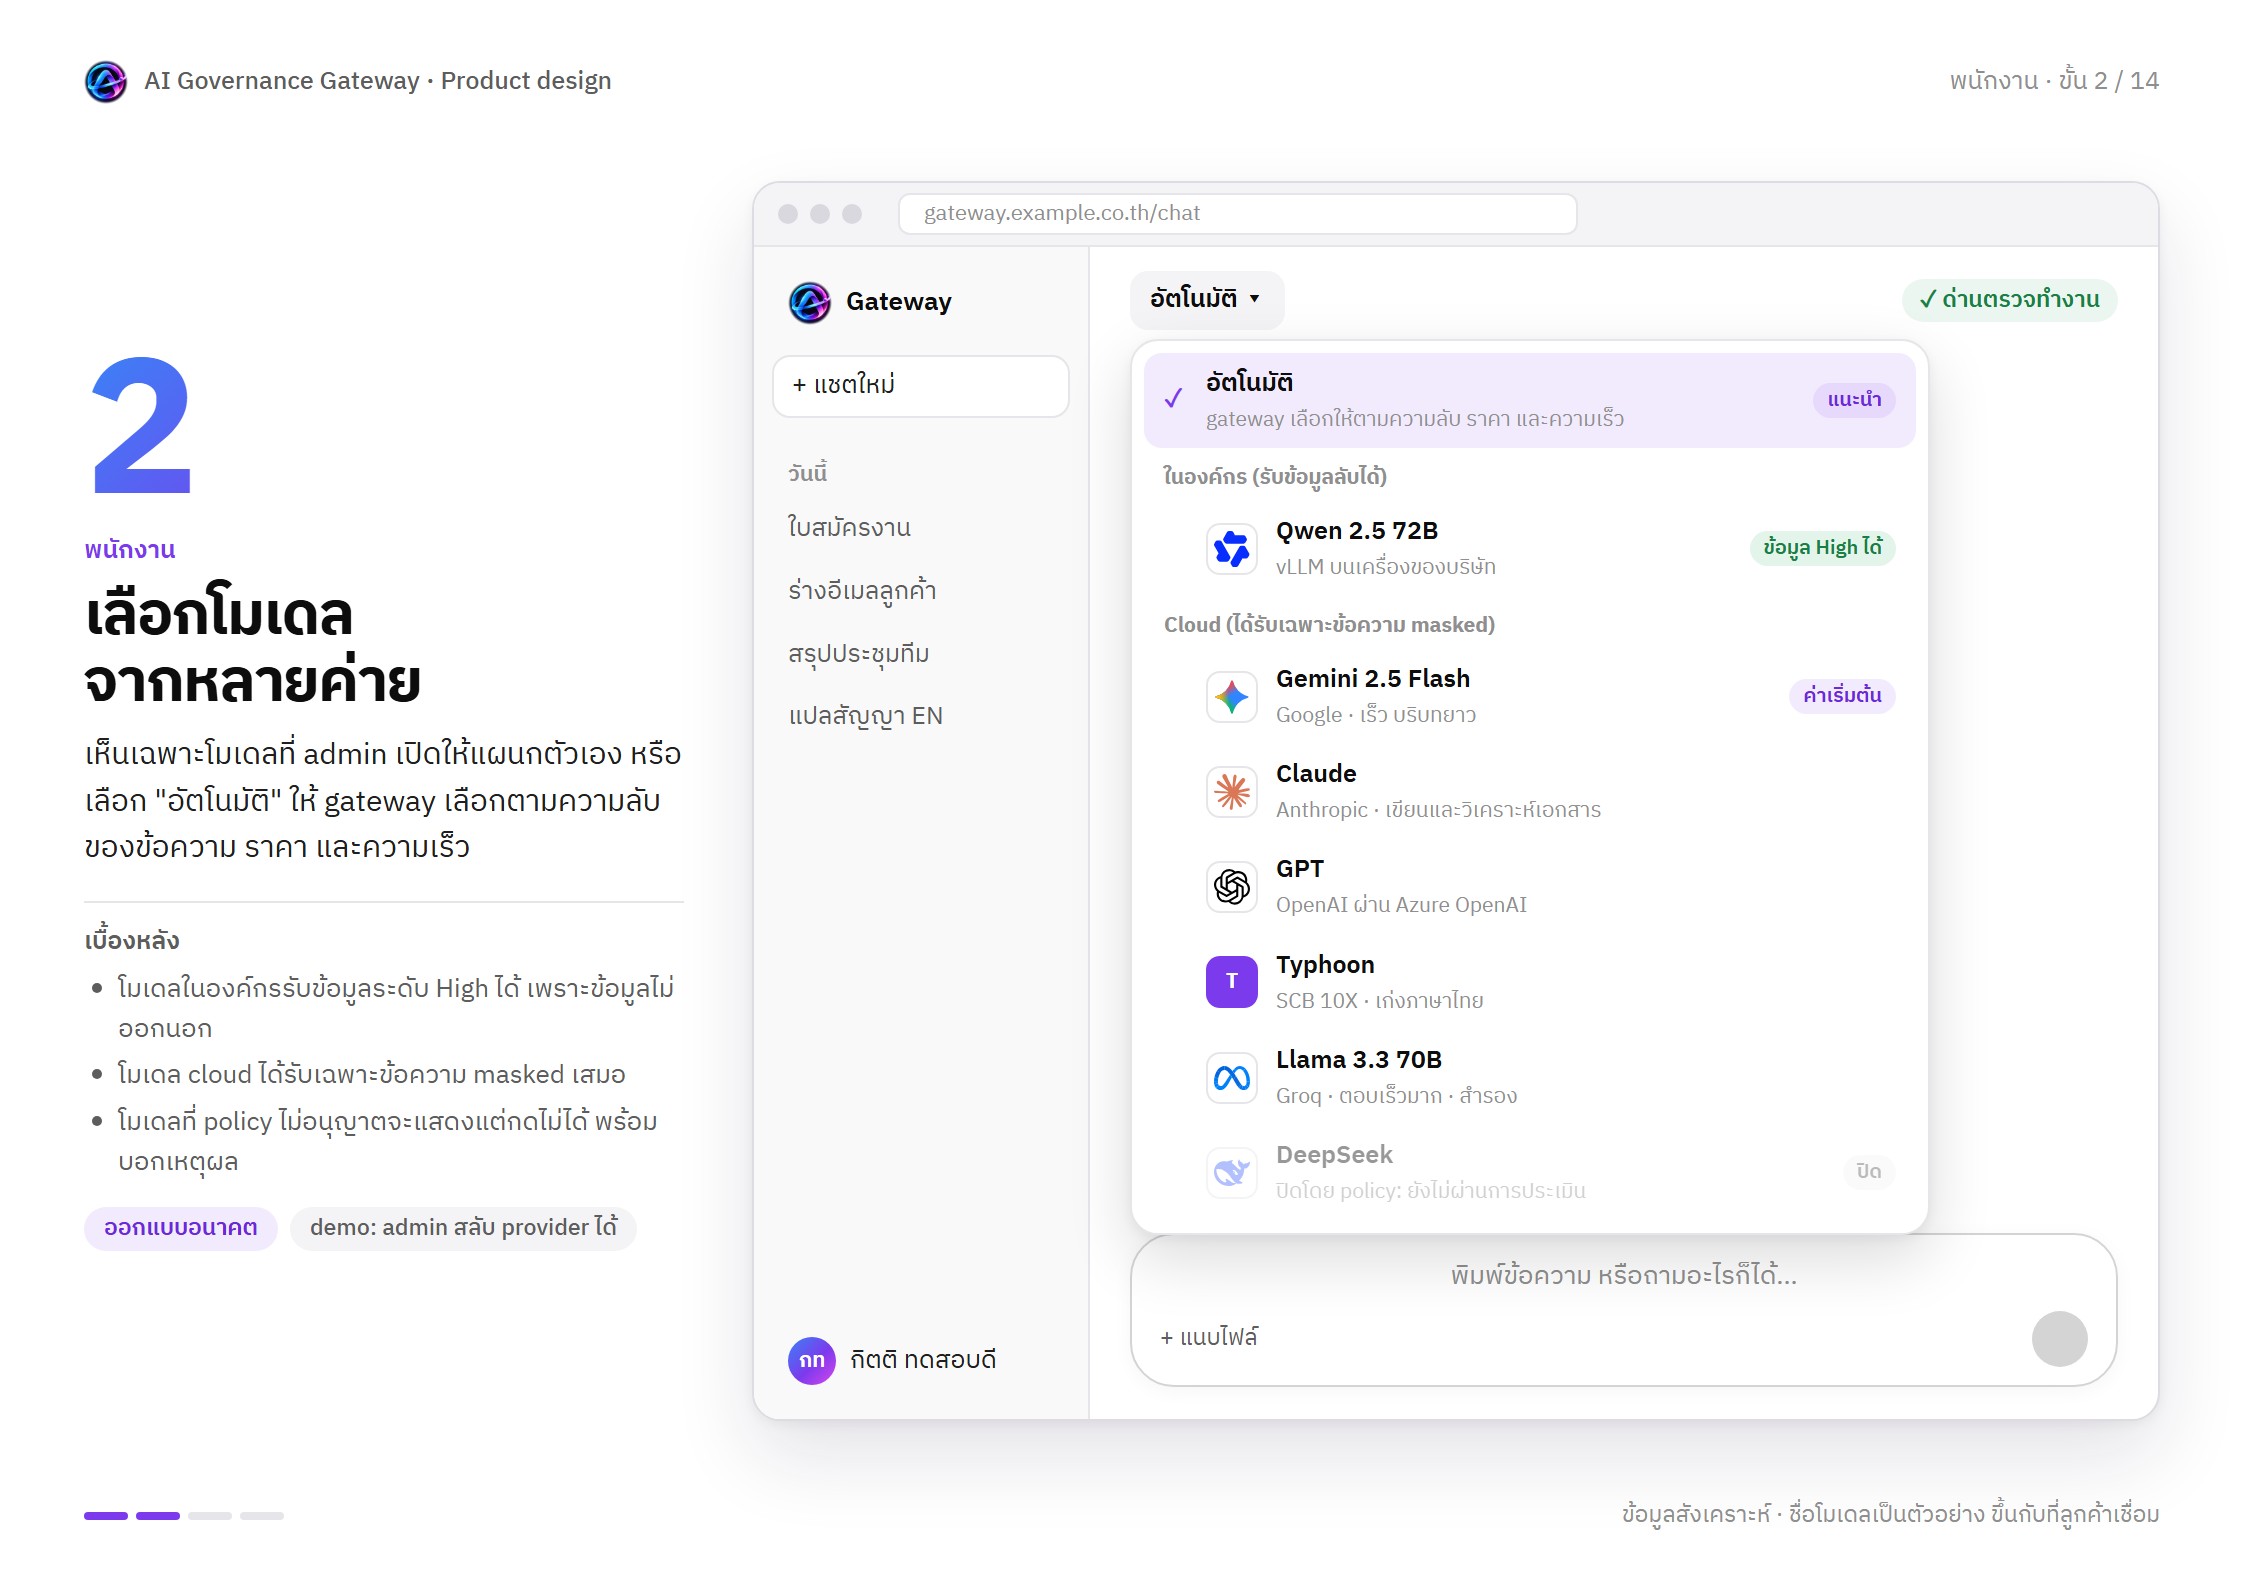 AI Governance Gateway · Product design
พนักงาน · ขั้น 2 / 14
2
พนักงาน
เลือกโมเดล
จากหลายค่าย
เห็นเฉพาะโมเดลที่ admin เปิดให้แผนกตัวเอง หรือ
เลือก "อัตโนมัติ" ให้ gateway เลือกตามความลับ
ของข้อความ ราคา และความเร็ว
เบื้องหลัง
• โมเดลในองค์กรรับข้อมูลระดับ High ได้ เพราะข้อมูลไม่
ออกนอก
• โมเดล cloud ได้รับเฉพาะข้อความ masked เสมอ
• โมเดลที่ policy ไม่อนุญาตจะแสดงแต่กดไม่ได้ พร้อม
บอกเหตุผล
ออกแบบอนาคต
demo: admin สลับ provider ได้
gateway.example.co.th/chat
Gateway
+ แชตใหม่
วันนี้
ใบสมัครงาน
ร่างอีเมลลูกค้า
สรุปประชุมทีม
แปลสัญญา EN
กท กิตติ ทดสอบดี
อัตโนมัติ ▾
✓ ด่านตรวจทำงาน
✓ อัตโนมัติ
gateway เลือกให้ตามความลับ ราคา และความเร็ว
แนะนำ
ในองค์กร (รับข้อมูลลับได้)
Qwen 2.5 72B
vLLM บนเครื่องของบริษัท
ข้อมูล High ได้
Cloud (ได้รับเฉพาะข้อความ masked)
Gemini 2.5 Flash
Google · เร็ว บริบทยาว
ค่าเริ่มต้น
Claude
Anthropic · เขียนและวิเคราะห์เอกสาร
GPT
OpenAI ผ่าน Azure OpenAI
T
Typhoon
SCB 10X · เก่งภาษาไทย
Llama 3.3 70B
Groq · ตอบเร็วมาก · สำรอง
DeepSeek
ปิดโดย policy: ยังไม่ผ่านการประเมิน
ปิด
พิมพ์ข้อความ หรือถามอะไรก็ได้...
+ แนบไฟล์
ข้อมูลสังเคราะห์ · ชื่อโมเดลเป็นตัวอย่าง ขึ้นกับที่ลูกค้าเชื่อม